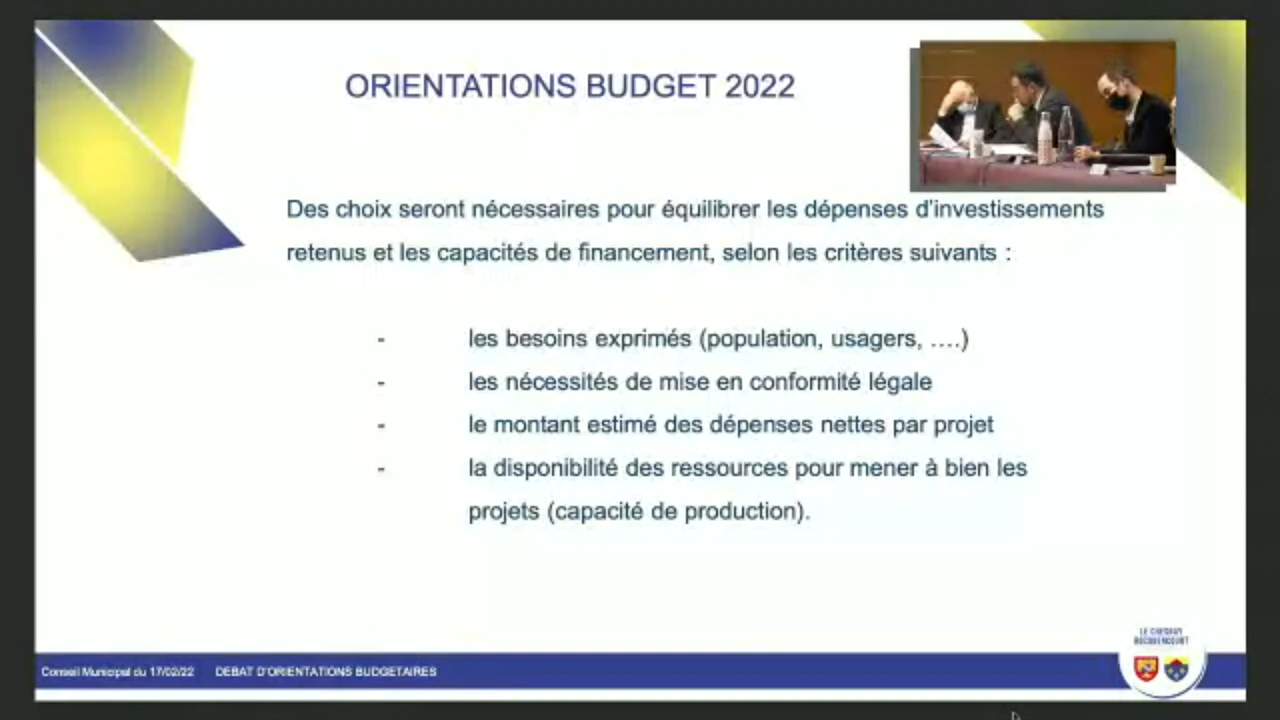 ORIENTATIONS BUDGET 2022
Des choix seront nécessaires pour équilibrer les dépenses d'investissements
retenus et les capacités de financement, selon les critères suivants :
- les besoins exprimés (population, usagers, ....)
- les nécessités de mise en conformité légale
- le montant estimé des dépenses nettes par projet
- la disponibilité des ressources pour mener à bien les
projets (capacité de production).
LE CHESNAY
ROCQUENCOURT
Conseil Municipal du 17/02/22 DEBAT D'ORIENTATIONS BUDGETAIRES